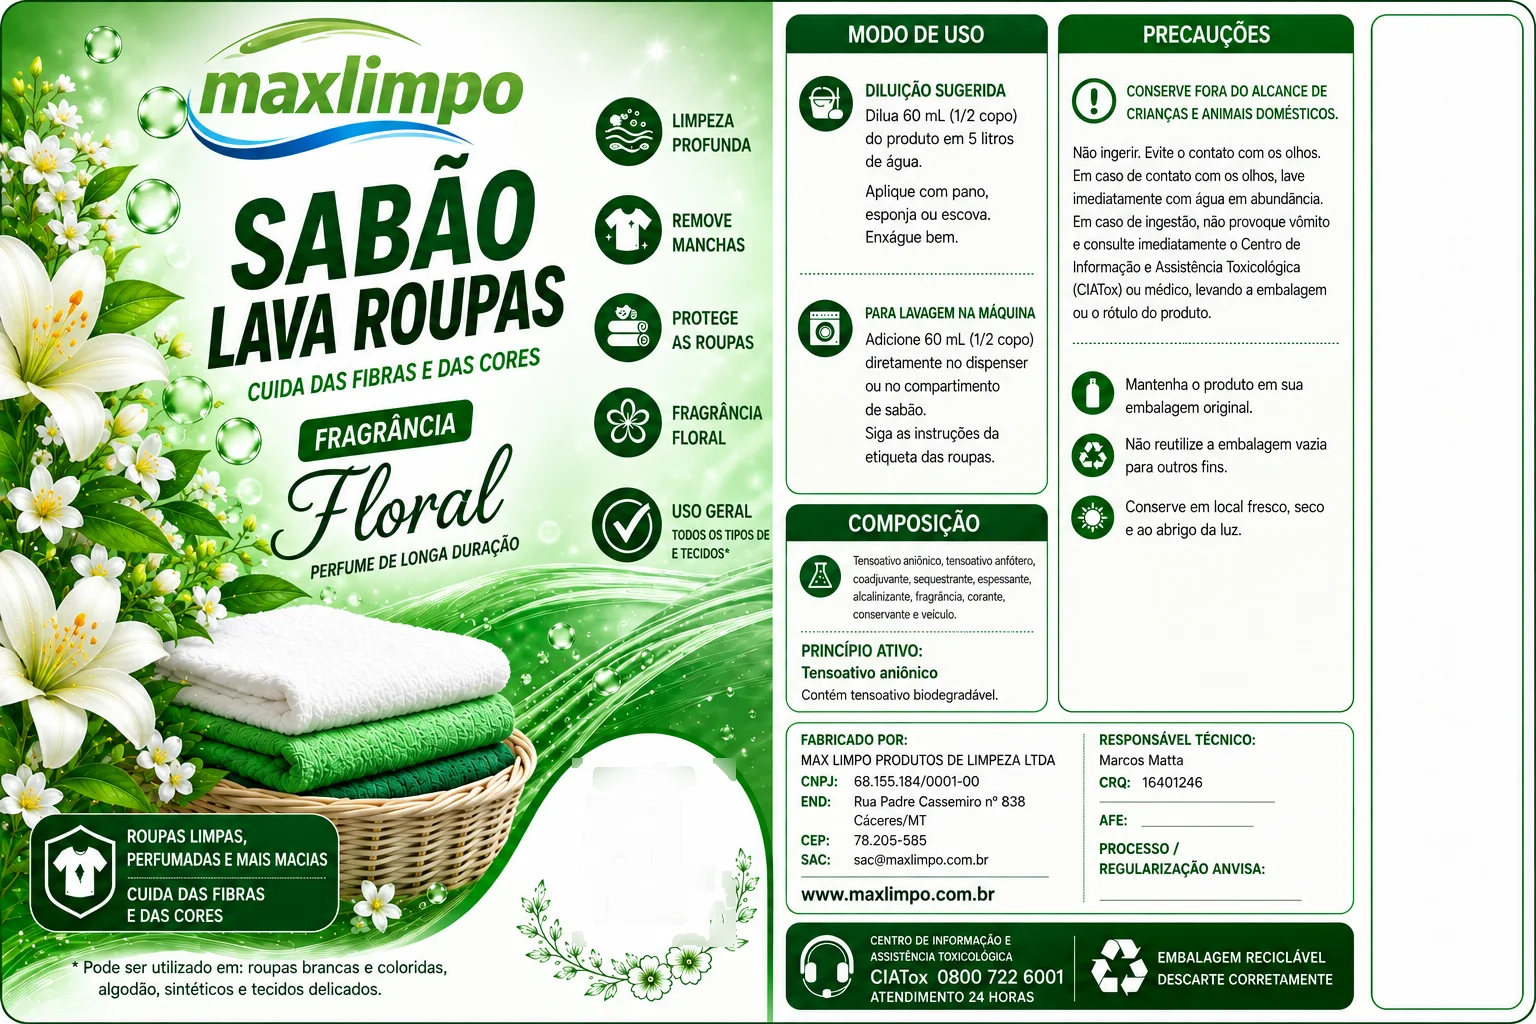 maxlimpo
SABÃO
LAVA ROUPAS
CUIDA DAS FIBRAS E DAS CORES
FRAGRÂNCIA
Floral
PERFUME DE LONGA DURAÇÃO
LIMPEZA
PROFUNDA
REMOVE
MANCHAS
PROTEGE
AS ROUPAS
FRAGRÂNCIA
FLORAL
USO GERAL
TODOS OS TIPOS DE
E TECIDOS*
ROUPAS LIMPAS,
PERFUMADAS E MAIS MACIAS
CUIDA DAS FIBRAS
E DAS CORES
* Pode ser utilizado em: roupas brancas e coloridas,
algodão, sintéticos e tecidos delicados.
MODO DE USO
DILUIÇÃO SUGERIDA
Dilua 60 mL (1/2 copo)
do produto em 5 litros
de água.
Aplique com pano,
esponja ou escova.
Enxágue bem.
PARA LAVAGEM NA MÁQUINA
Adicione 60 mL (1/2 copo)
diretamente no dispenser
ou no compartimento
de sabão.
Siga as instruções da
etiqueta das roupas.
COMPOSIÇÃO
Tensoativo aniônico, tensoativo anfótero,
coadjuvante, sequestrante, espessante,
alcalinizante, fragrância, corante,
conservante e veículo.
PRINCÍPIO ATIVO:
Tensoativo aniônico
Contém tensoativo biodegradável.
PRECAUÇÕES
CONSERVE FORA DO ALCANCE DE
CRIANÇAS E ANIMAIS DOMÉSTICOS.
Não ingerir. Evite o contato com os olhos.
Em caso de contato com os olhos, lave
imediatamente com água em abundância.
Em caso de ingestão, não provoque vômito
e consulte imediatamente o Centro de
Informação e Assistência Toxicológica
(CIATox) ou médico, levando a embalagem
ou o rótulo do produto.
Mantenha o produto em sua
embalagem original.
Não reutilize a embalagem vazia
para outros fins.
Conserve em local fresco, seco
e ao abrigo da luz.
FABRICADO POR:
MAX LIMPO PRODUTOS DE LIMPEZA LTDA
CNPJ: 68.155.184/0001-00
END: Rua Padre Cassemiro nº 838
Cáceres/MT
CEP: 78.205-585
SAC: sac@maxlimpo.com.br
www.maxlimpo.com.br
RESPONSÁVEL TÉCNICO:
Marcos Matta
CRQ: 16401246
AFE:
PROCESSO /
REGULARIZAÇÃO ANVISA:
CENTRO DE INFORMAÇÃO E
ASSISTÊNCIA TOXICOLÓGICA
CIATox 0800 722 6001
ATENDIMENTO 24 HORAS
EMBALAGEM RECICLÁVEL
DESCARTE CORRETAMENTE